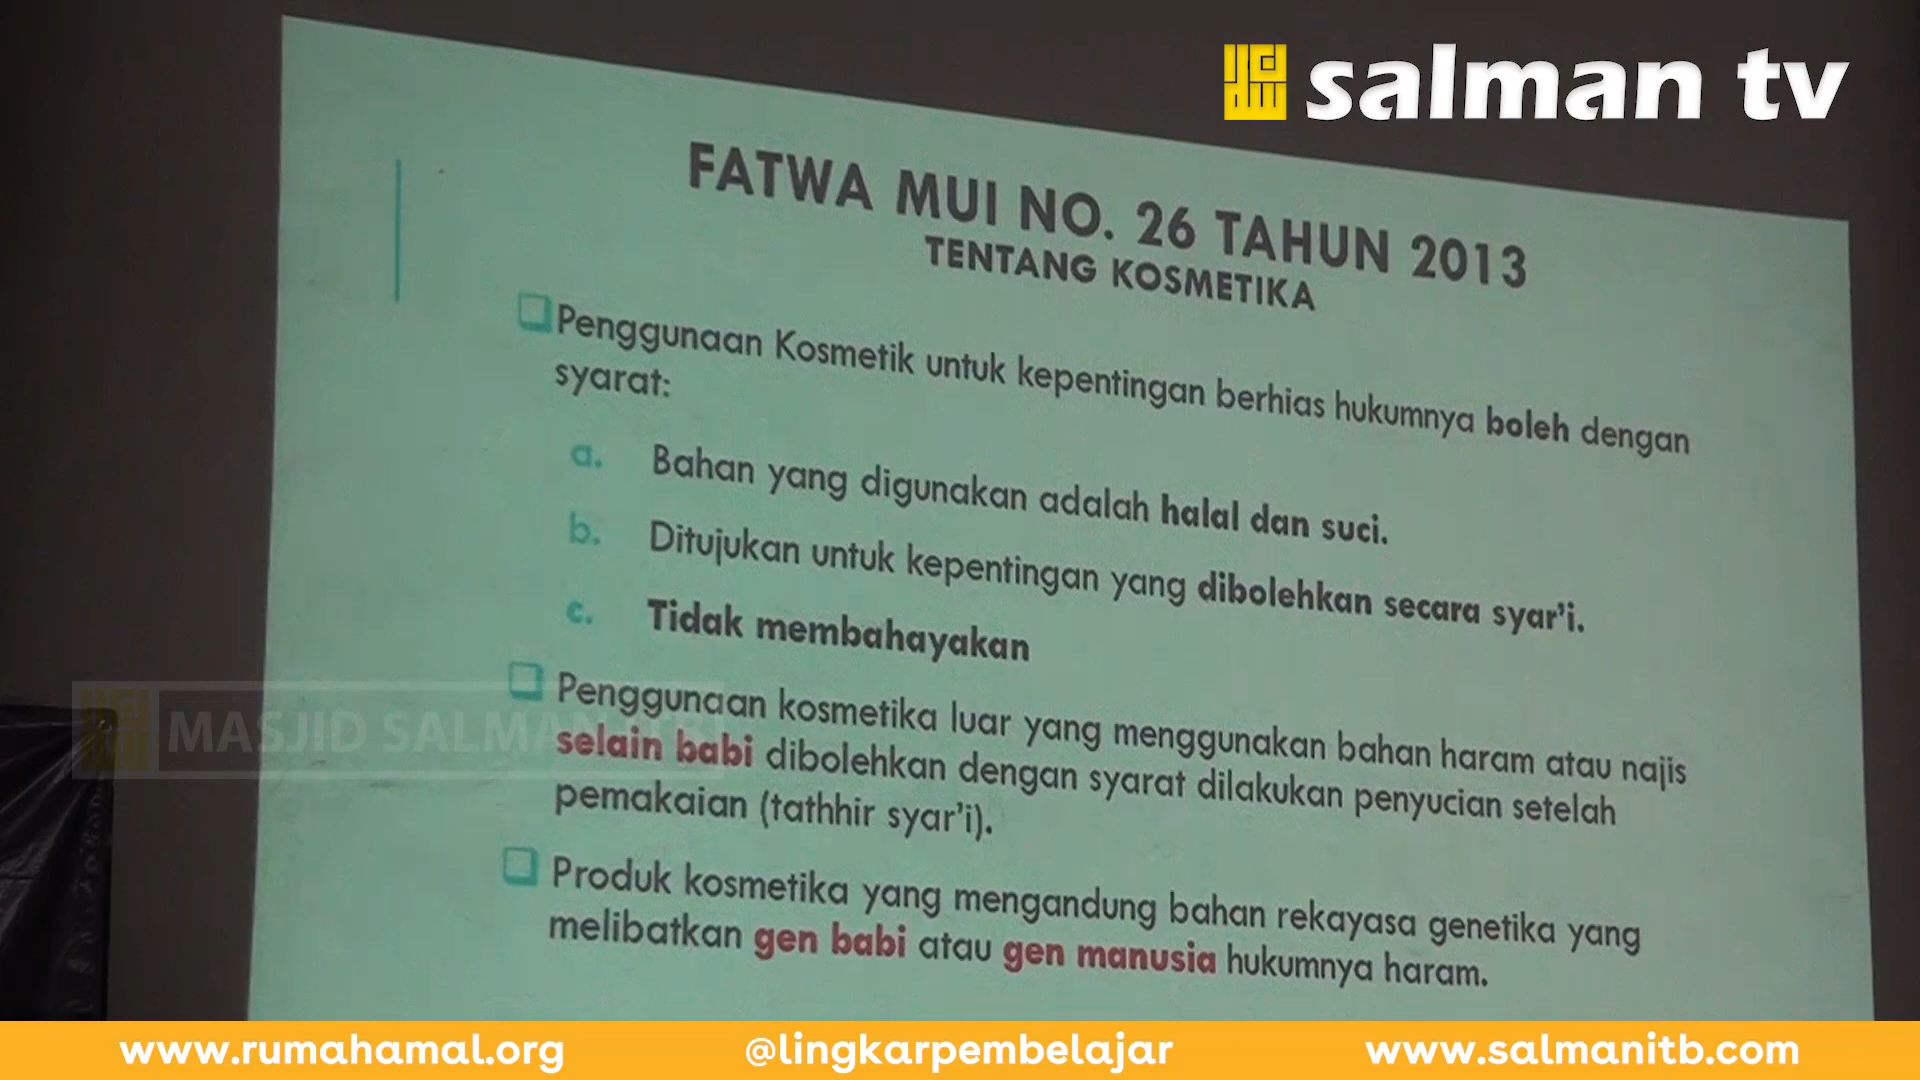 salman tv
FATWA MUI NO. 26 TAHUN 2013
TENTANG KOSMETIKA
Penggunaan Kosmetik untuk kepentingan berhias hukumnya boleh dengan
syarat:
a. Bahan yang digunakan adalah halal dan suci.
b. Ditujukan untuk kepentingan yang dibolehkan secara syar'i.
c. Tidak membahayakan
Penggunaan kosmetika luar yang menggunakan bahan haram atau najis
selain babi dibolehkan dengan syarat dilakukan penyucian setelah
pemakaian (tathhir syar'i).
Produk kosmetika yang mengandung bahan rekayasa genetika yang
melibatkan gen babi atau gen manusia hukumnya haram.
MASJID SALMAN ITB
www.rumahamal.org
@lingkarpembelajar
www.salmanitb.com